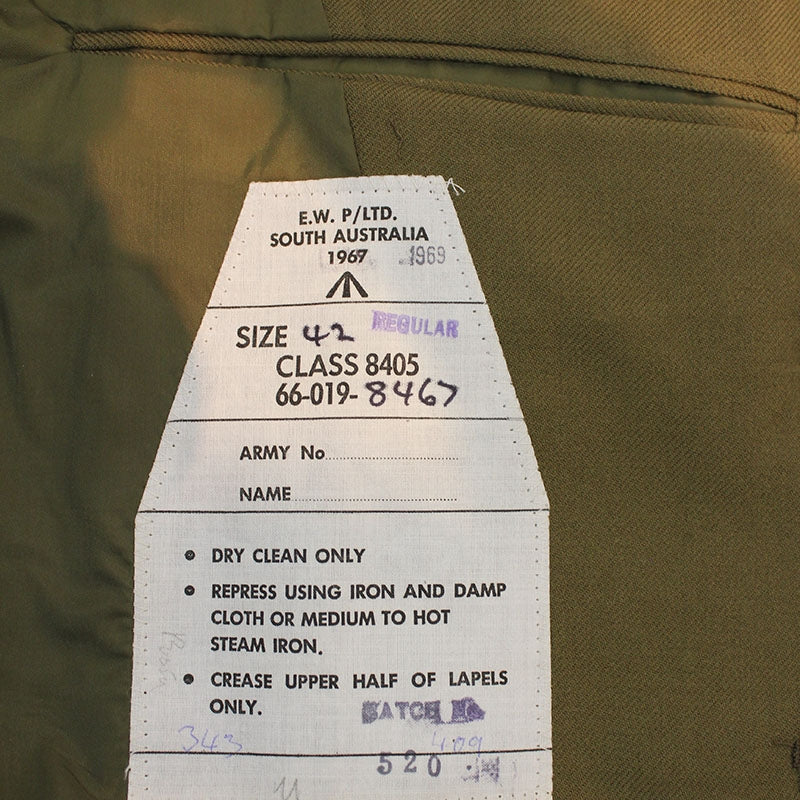 E.W. P/LTD.
SOUTH AUSTRALIA
1967 1969
SIZE 42 REGULAR
CLASS 8405
66-019-8467
ARMY No
NAME
• DRY CLEAN ONLY
• REPRESS USING IRON AND DAMP
CLOTH OR MEDIUM TO HOT
STEAM IRON.
• CREASE UPPER HALF OF LAPELS
ONLY.
BATCH
343 409
520